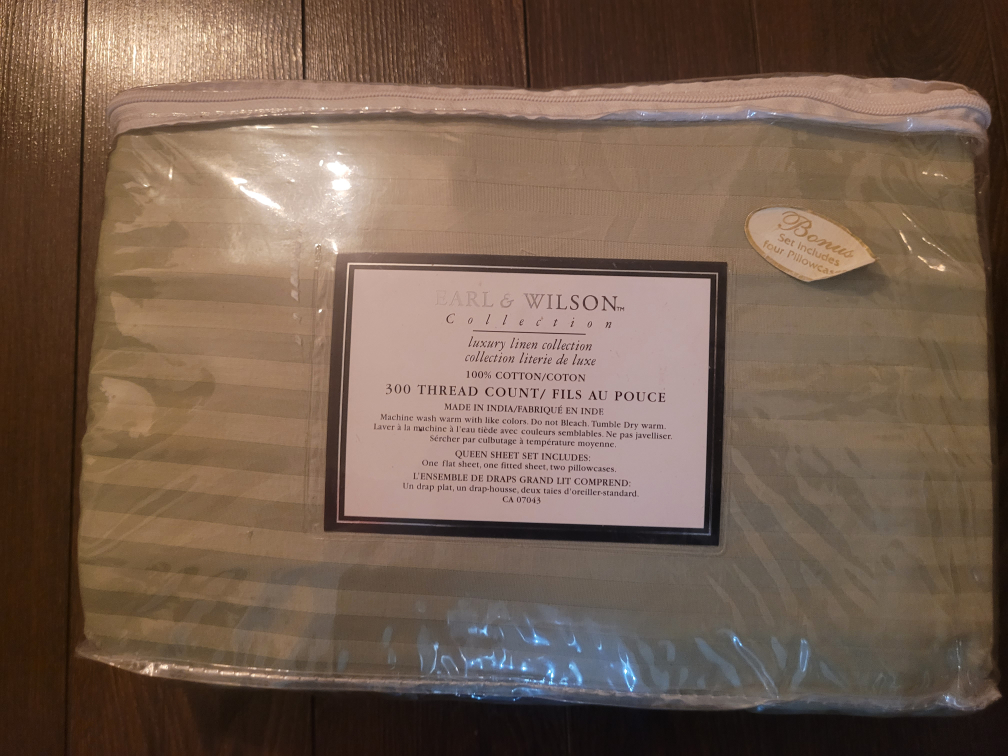 Bonus
Set Includes
four Pillowcas
EARL & WILSON™
Collection
luxury linen collection
collection literie de luxe
100% COTTON/COTON
300 THREAD COUNT/ FILS AU POUCE
MADE IN INDIA/FABRIQUÉ EN INDE
Machine wash warm with like colors. Do not Bleach. Tumble Dry warm.
Laver à la machine à l'eau tiède avec couleurs semblables. Ne pas javelliser.
Sércher par culbutage à température moyenne.
QUEEN SHEET SET INCLUDES:
One flat sheet, one fitted sheet, two pillowcases.
L'ENSEMBLE DE DRAPS GRAND LIT COMPREND:
Un drap plat, un drap-housse, deux taies d'oreiller-standard.
CA 07043